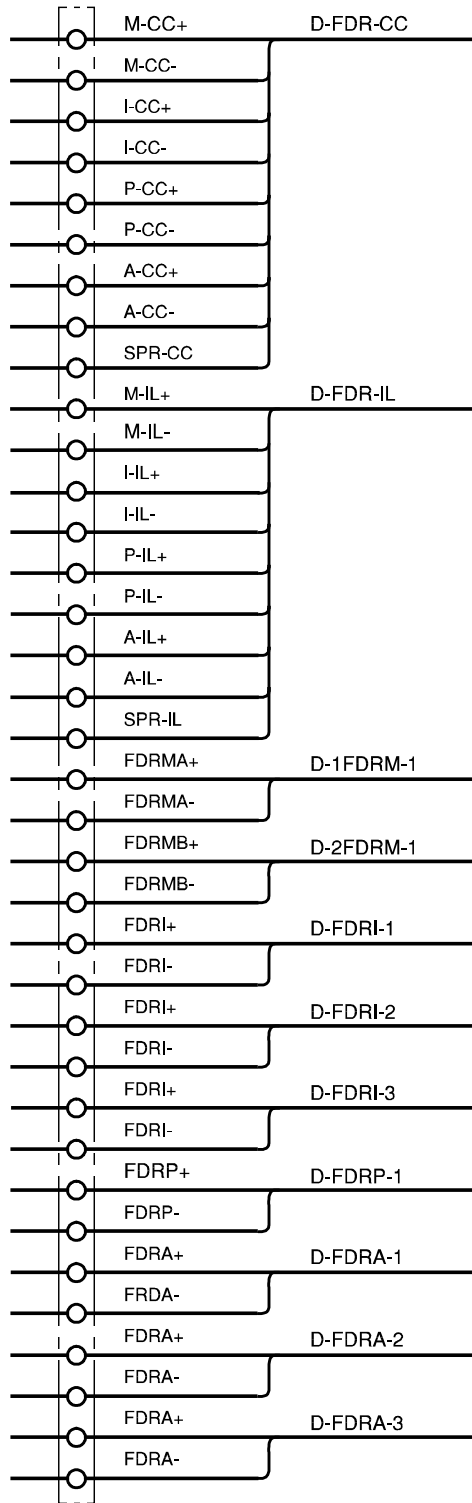 M-CC+ D-FDR-CC
M-CC-
I-CC+
I-CC-
P-CC+
P-CC-
A-CC+
A-CC-
SPR-CC
M-IL+ D-FDR-IL
M-IL-
I-IL+
I-IL-
P-IL+
P-IL-
A-IL+
A-IL-
SPR-IL
FDRMA+ D-1FDRM-1
FDRMA-
FDRMB+ D-2FDRM-1
FDRMB-
FDRI+ D-FDRI-1
FDRI-
FDRI+ D-FDRI-2
FDRI-
FDRI+ D-FDRI-3
FDRI-
FDRP+ D-FDRP-1
FDRP-
FDRA+ D-FDRA-1
FRDA-
FDRA+ D-FDRA-2
FDRA-
FDRA+ D-FDRA-3
FDRA-